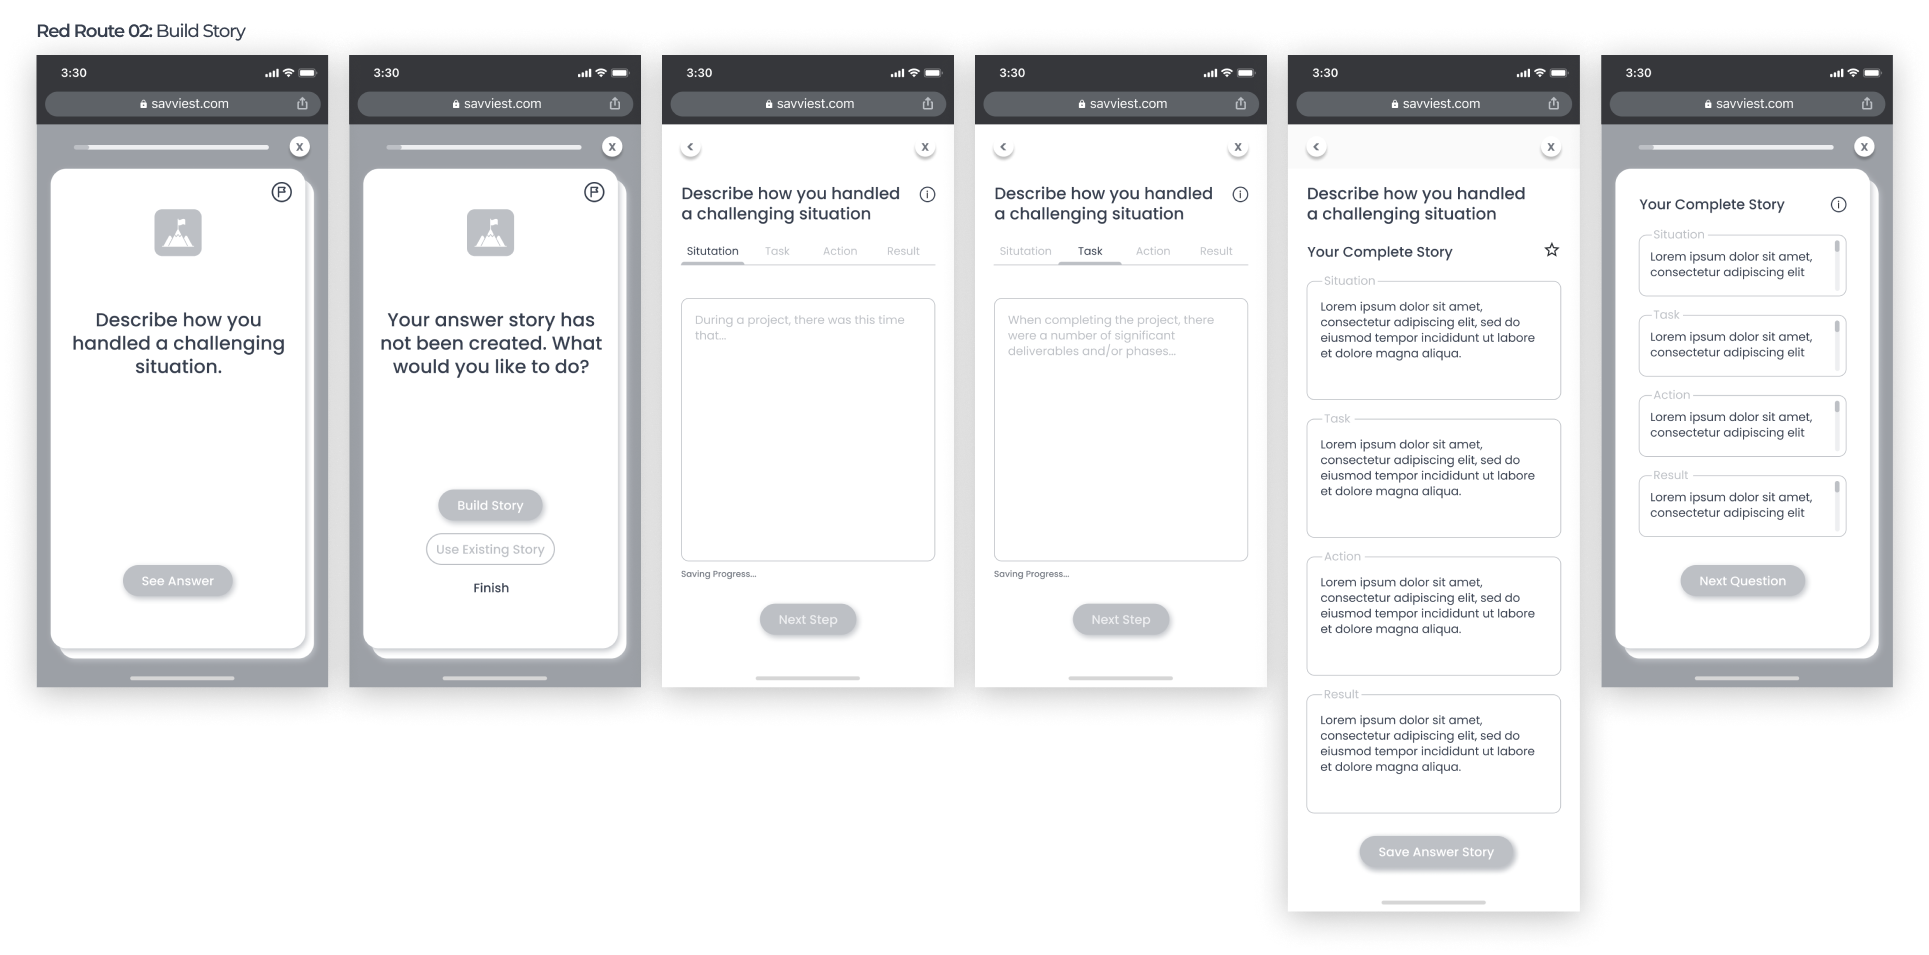 Red Route 02: Build Story
3:30
savviest.com
X
Describe how you
handled a challenging
situation.
See Answer
3:30
savviest.com
X
Your answer story has
not been created. What
would you like to do?
Build Story
Use Existing Story
Finish
3:30
savviest.com
<
X
Describe how you handled
a challenging situation
i
Situtation Task Action Result
During a project, there was this time
that...
Saving Progress...
Next Step
3:30
savviest.com
<
X
Describe how you handled
a challenging situation
i
Situtation Task Action Result
When completing the project, there
were a number of significant
deliverables and/or phases...
Saving Progress...
Next Step
3:30
savviest.com
<
X
Describe how you handled
a challenging situation
Your Complete Story
Situation
Lorem ipsum dolor sit amet,
consectetur adipiscing elit, sed do
eiusmod tempor incididunt ut labore
et dolore magna aliqua.
Task
Lorem ipsum dolor sit amet,
consectetur adipiscing elit, sed do
eiusmod tempor incididunt ut labore
et dolore magna aliqua.
Action
Lorem ipsum dolor sit amet,
consectetur adipiscing elit, sed do
eiusmod tempor incididunt ut labore
et dolore magna aliqua.
Result
Lorem ipsum dolor sit amet,
consectetur adipiscing elit, sed do
eiusmod tempor incididunt ut labore
et dolore magna aliqua.
Save Answer Story
3:30
savviest.com
X
Your Complete Story
i
Situation
Lorem ipsum dolor sit amet,
consectetur adipiscing elit
Task
Lorem ipsum dolor sit amet,
consectetur adipiscing elit
Action
Lorem ipsum dolor sit amet,
consectetur adipiscing elit
Result
Lorem ipsum dolor sit amet,
consectetur adipiscing elit
Next Question